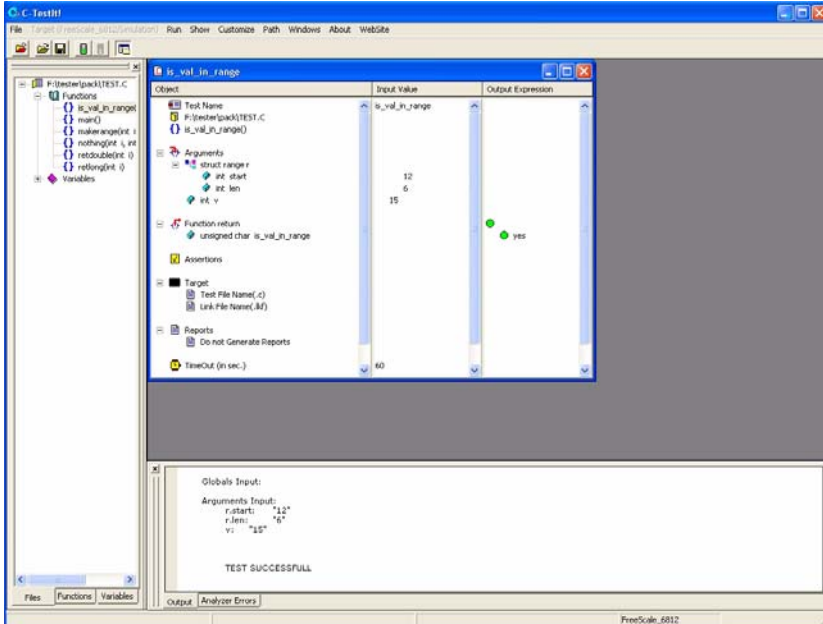 C-TestIt!
File Target (FreeScale_6812/Simulation) Run Show Customize Path Windows About WebSite
F:\tester\pack\TEST.C
Functions
is_val_in_range(
main()
makerange(int s
nothing(int i, int
retdouble(int i)
retlong(int i)
Variables
Files Functions Variables
is_val_in_range
Object Input Value Output Expression
Test Name is_val_in_range
F:\tester\pack\TEST.C
is_val_in_range()
Arguments
struct range r
int start 12
int len 6
int v 15
Function return
unsigned char is_val_in_range yes
Assertions
Target
Test File Name(.c)
Link File Name(.lkf)
Reports
Do not Generate Reports
TimeOut (in sec.) 60
Globals Input:
Arguments Input:
r.start: "12"
r.len: "6"
v: "15"
TEST SUCCESSFULL
Output Analyzer Errors
FreeScale_6812